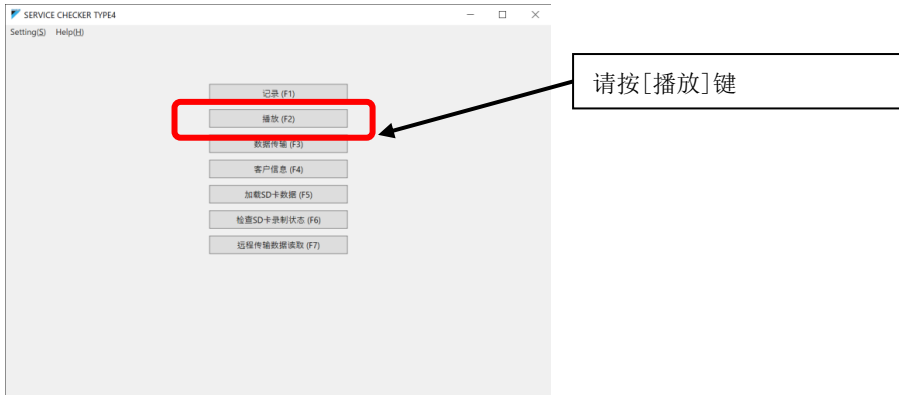 SERVICE CHECKER TYPE4
Setting(S) Help(H)
记录 (F1)
请按[播放]键
播放 (F2)
数据传输 (F3)
客户信息 (F4)
加载SD卡数据 (F5)
检查SD卡录制状态 (F6)
远程传输数据读取 (F7)